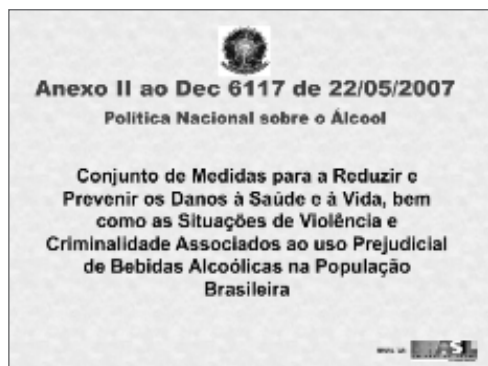 Anexo II ao Dec 6117 de 22/05/2007
Política Nacional sobre o Álcool
Conjunto de Medidas para a Reduzir e
Prevenir os Danos à Saúde e à Vida, bem
como as Situações de Violência e
Criminalidade Associados ao uso Prejudicial
de Bebidas Alcoólicas na População
Brasileira